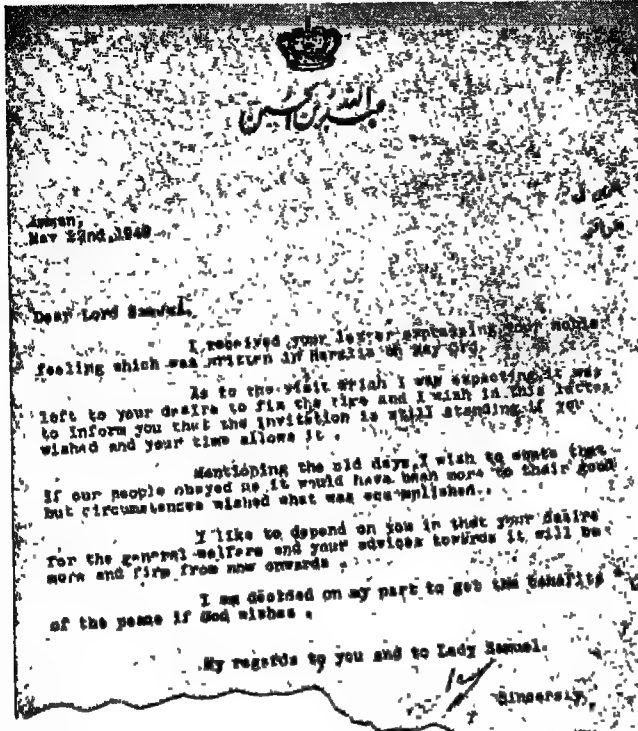 عبدالله بن الحسين
Amman,
May 22nd,1949
Dear Lord Samuel.
I received your letter expressing your noble
feeling which was written in Harzlia on May 3rd.
As to the visit which I was expecting it was
left to your desire to fix the time and I wish in this letter
to inform you that the invitation is still standing if you
wished and your time allows it .
Mentioning the old days,I wish to state that
if our people obeyed us it would have been more to their good
but circumstances wished what was accomplished.
I like to depend on you in that your desire
for the general welfare and your advices towards it will be
more and firm from now onwards .
I am decided on my part to get the benefits
of the peace if God wishes .
My regards to you and to Lady Samuel.
Sincerely,